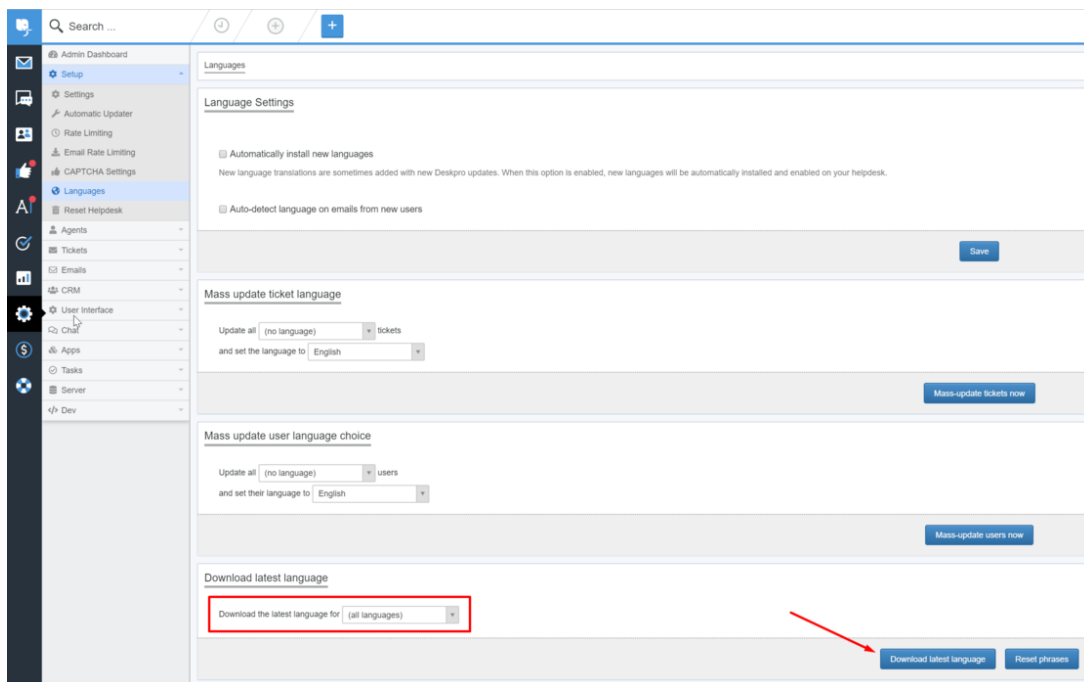 Search ...
Admin Dashboard
Setup
Settings
Automatic Updater
Rate Limiting
Email Rate Limiting
CAPTCHA Settings
Languages
Reset Helpdesk
Agents
Tickets
Emails
CRM
User Interface
Chat
Apps
Tasks
Server
Dev
Languages
Language Settings
Automatically install new languages
New language translations are sometimes added with new Deskpro updates. When this option is enabled, new languages will be automatically installed and enabled on your helpdesk.
Auto-detect language on emails from new users
Save
Mass update ticket language
Update all (no language) tickets
and set the language to English
Mass-update tickets now
Mass update user language choice
Update all (no language) users
and set their language to English
Mass-update users now
Download latest language
Download the latest language for (all languages)
Download latest language Reset phrases